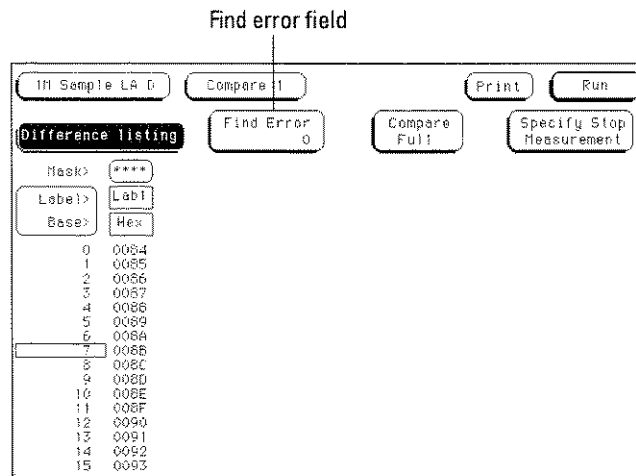 Find error field
1M Sample LA D Compare 1 Print Run
Difference listing Find Error 0 Compare Full Specify Stop Measurement
Mask> ****
Label> Lab1
Base> Hex
0 0084
1 0085
2 0086
3 0087
4 0088
5 0089
6 008A
7 008B
8 008C
9 008D
10 008E
11 008F
12 0090
13 0091
14 0092
15 0093